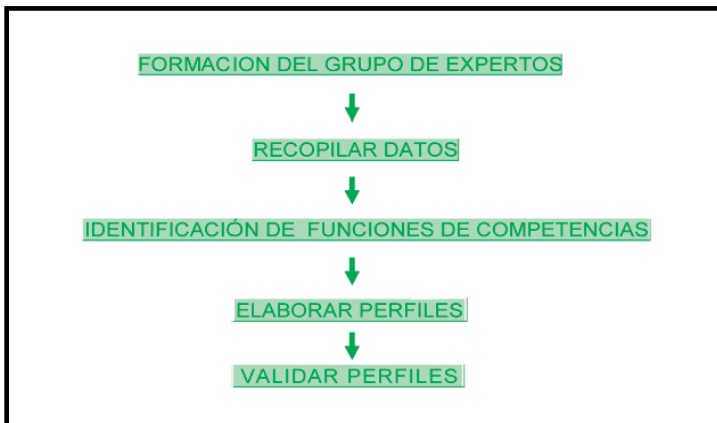 FORMACION DEL GRUPO DE EXPERTOS
RECOPILAR DATOS
IDENTIFICACIÓN DE FUNCIONES DE COMPETENCIAS
ELABORAR PERFILES
VALIDAR PERFILES